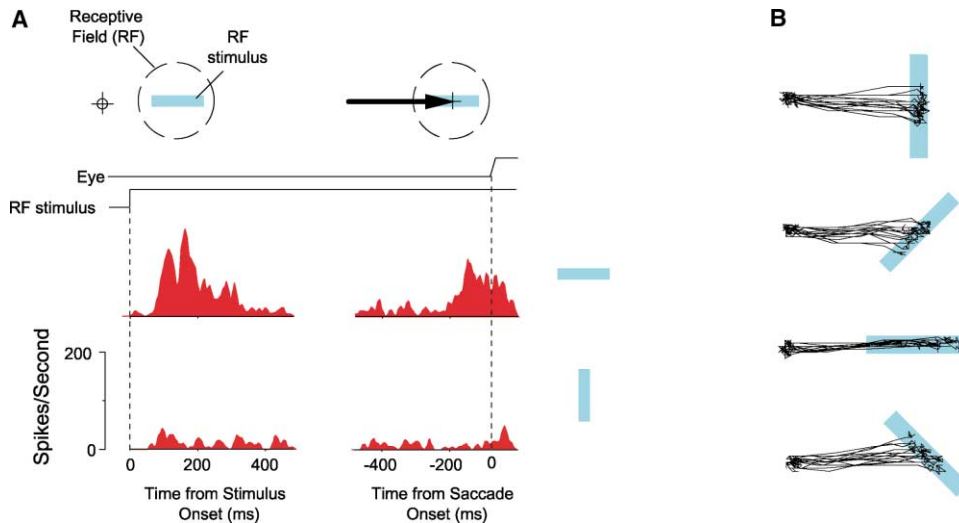 A
Receptive
Field (RF)
RF
stimulus
Eye
RF stimulus
Spikes/Second
200
0
0 200 400
-400 -200 0
Time from Stimulus
Onset (ms)
Time from Saccade
Onset (ms)
B